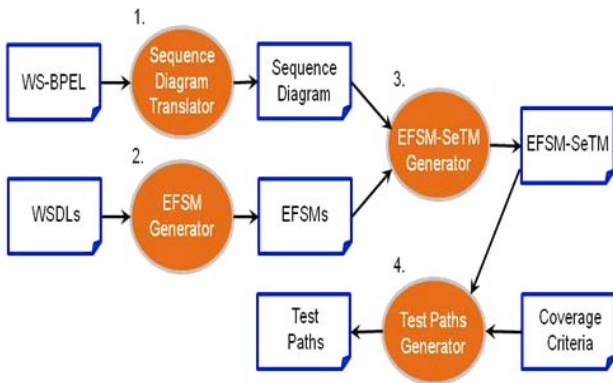 1.
WS-BPEL
Sequence
Diagram
Translator
Sequence
Diagram
3.
EFSM-SeTM
Generator
EFSM-SeTM
2.
WSDLs
EFSM
Generator
EFSMs
4.
Test
Paths
Test Paths
Generator
Coverage
Criteria